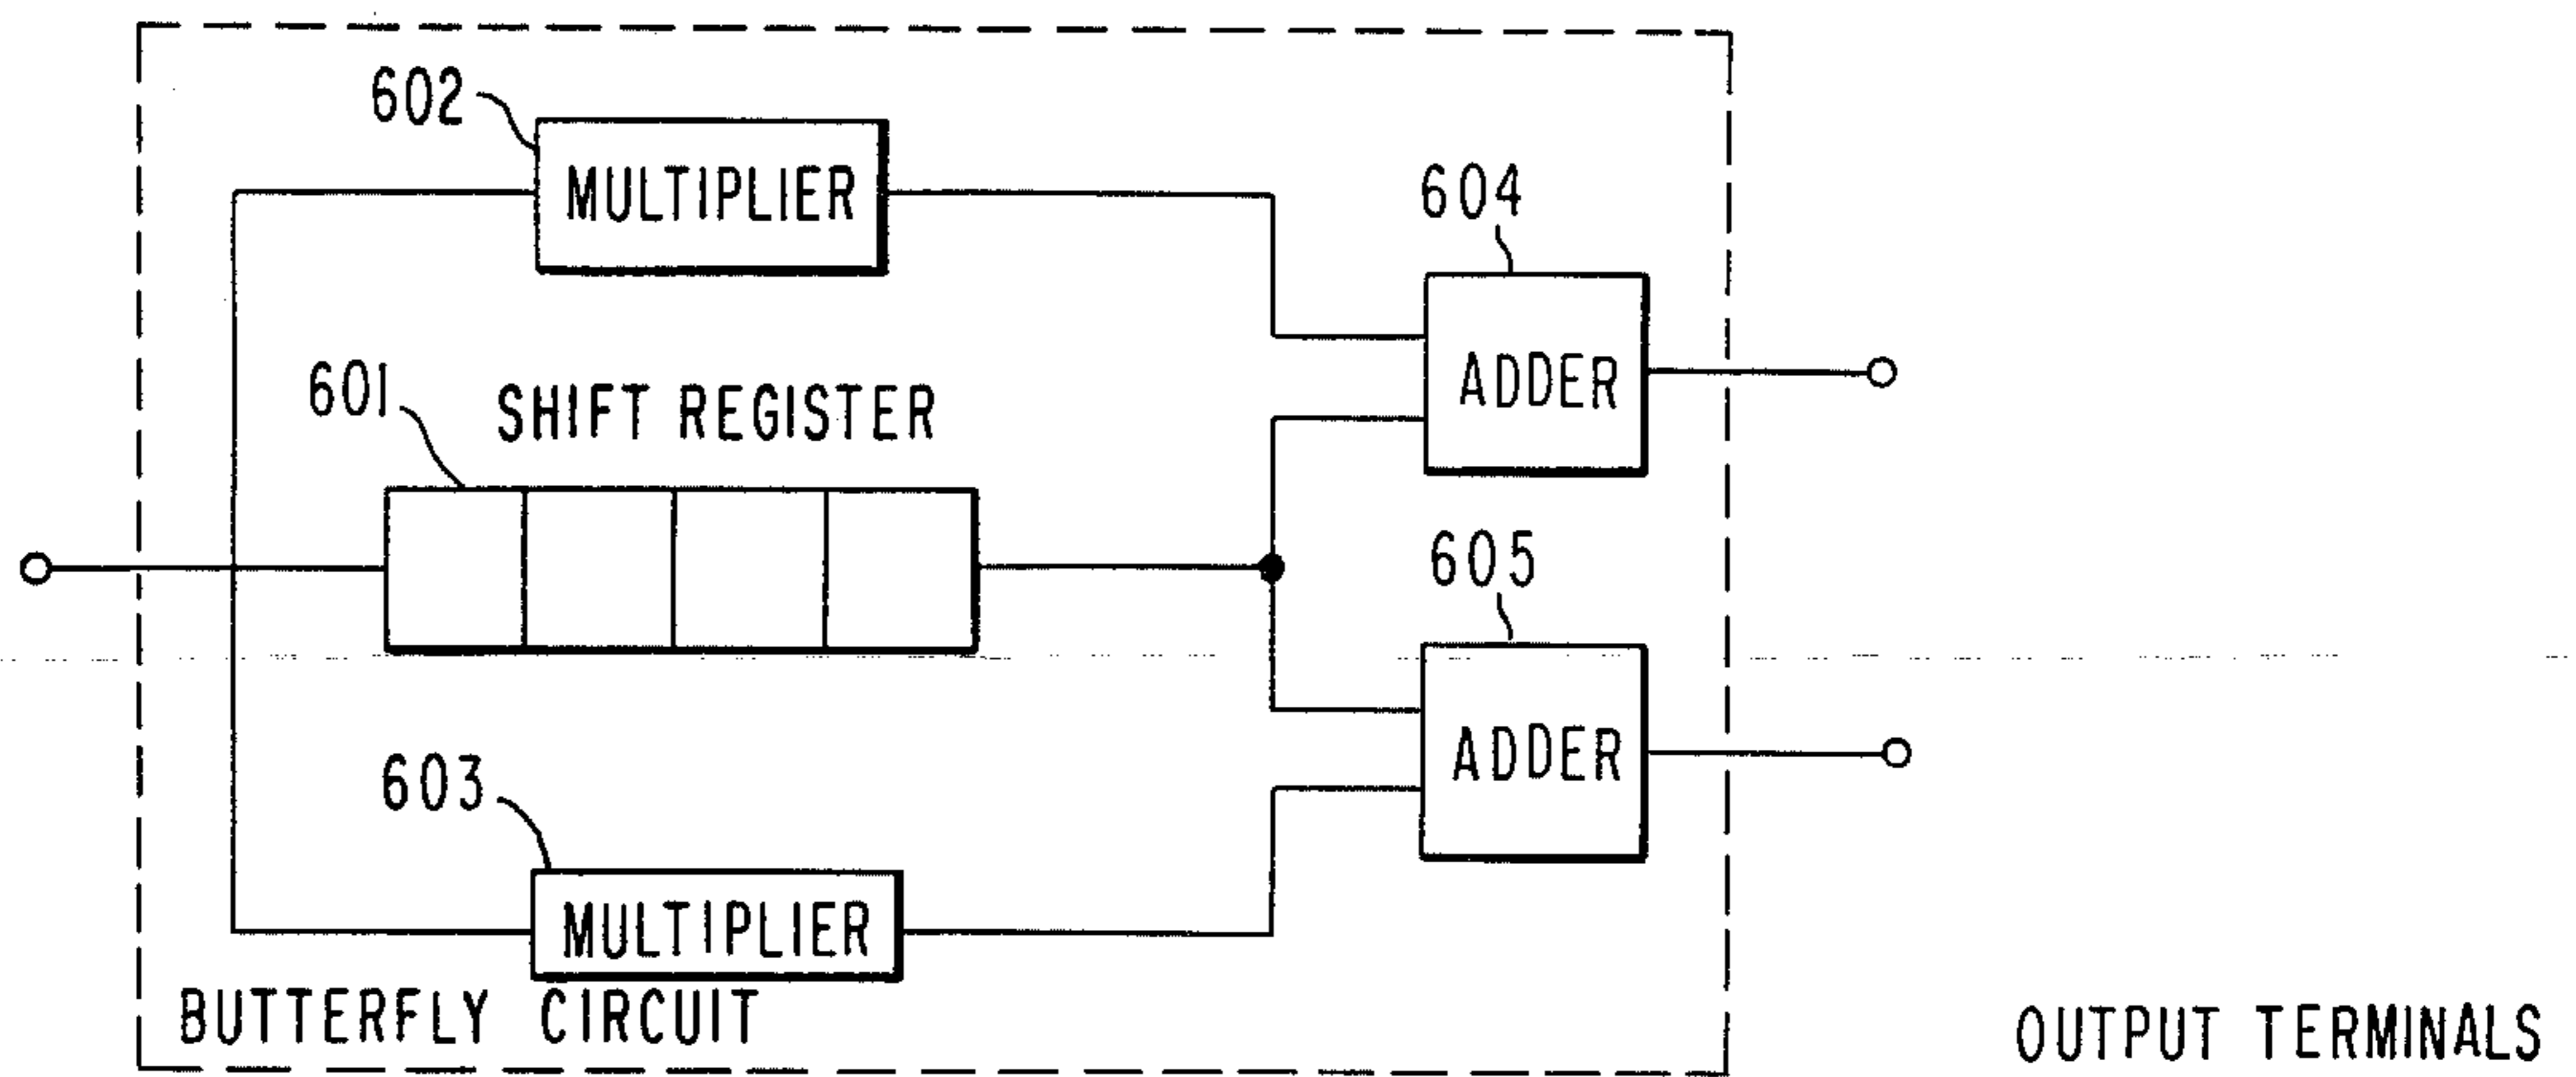 602
MULTIPLIER
604
ADDER
601
SHIFT REGISTER
605
ADDER
603
MULTIPLIER
BUTTERFLY CIRCUIT
OUTPUT TERMINALS